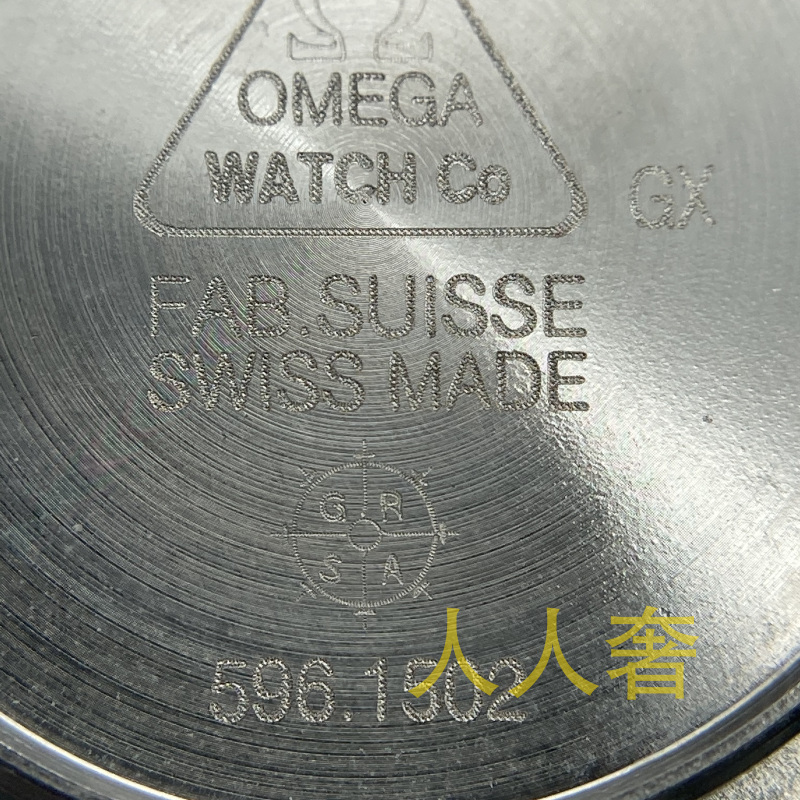 OMEGA
WATCH Co
GX
FAB.SUISSE
SWISS MADE
G R
S A
596.1502
人人奢